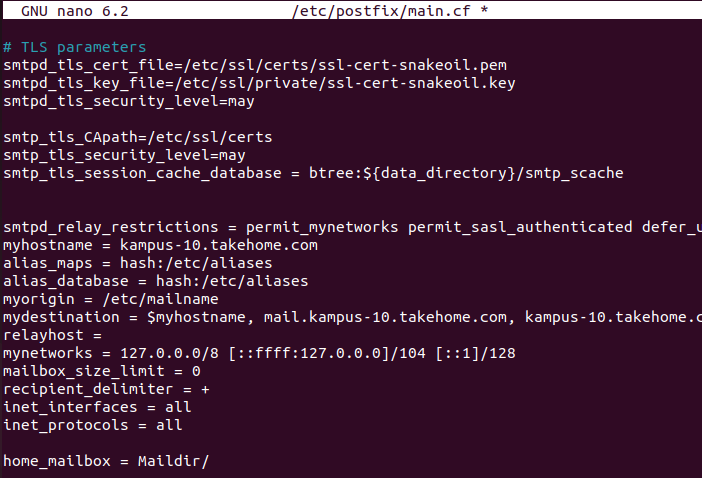 GNU nano 6.2 /etc/postfix/main.cf *
# TLS parameters
smtpd_tls_cert_file=/etc/ssl/certs/ssl-cert-snakeoil.pem
smtpd_tls_key_file=/etc/ssl/private/ssl-cert-snakeoil.key
smtpd_tls_security_level=may
smtp_tls_CApath=/etc/ssl/certs
smtp_tls_security_level=may
smtp_tls_session_cache_database = btree:${data_directory}/smtp_scache
smtpd_relay_restrictions = permit_mynetworks permit_sasl_authenticated defer_u
myhostname = kampus-10.takehome.com
alias_maps = hash:/etc/aliases
alias_database = hash:/etc/aliases
myorigin = /etc/mailname
mydestination = $myhostname, mail.kampus-10.takehome.com, kampus-10.takehome.c
relayhost =
mynetworks = 127.0.0.0/8 [::ffff:127.0.0.0]/104 [::1]/128
mailbox_size_limit = 0
recipient_delimiter = +
inet_interfaces = all
inet_protocols = all
home_mailbox = Maildir/